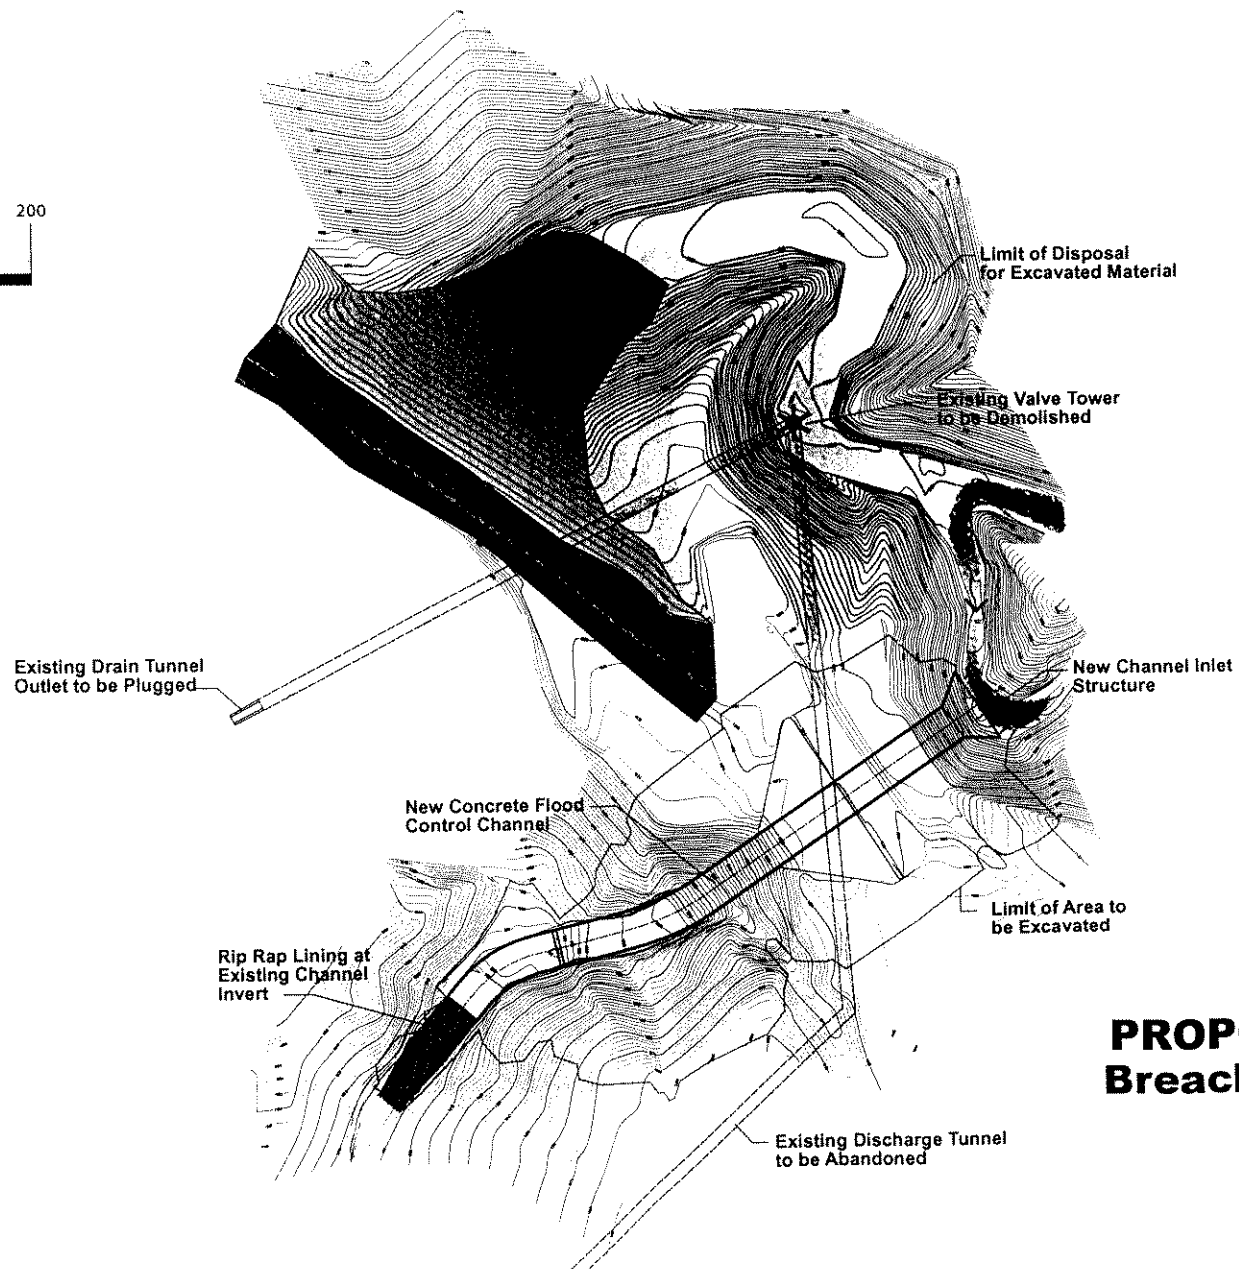 200
Limit of Disposal
for Excavated Material
Existing Valve Tower
to be Demolished
Existing Drain Tunnel
Outlet to be Plugged
New Channel Inlet
Structure
New Concrete Flood
Control Channel
Limit of Area to
be Excavated
Rip Rap Lining at
Existing Channel
Invert
PROP
Breac
Existing Discharge Tunnel
to be Abandoned